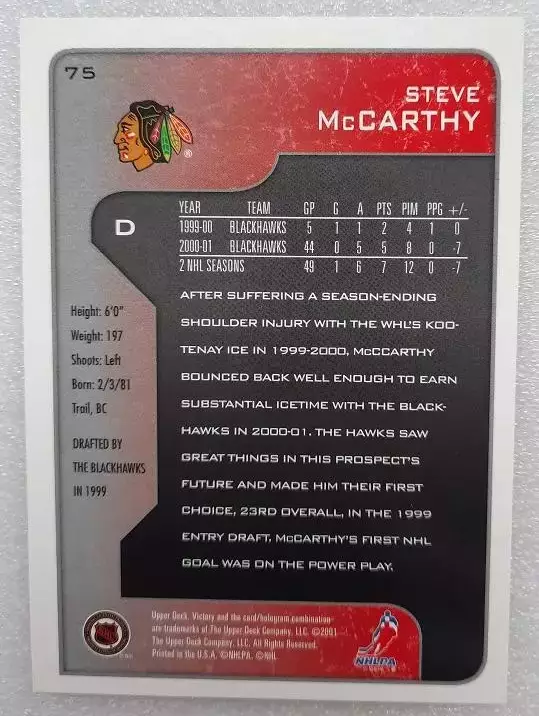 75
STEVE
McCARTHY
®
D
YEAR TEAM GP G A PTS PIM PPG +/-
1999-00 BLACKHAWKS 5 1 1 2 4 1 0
2000-01 BLACKHAWKS 44 0 5 5 8 0 -7
2 NHL SEASONS 49 1 6 7 12 0 -7
AFTER SUFFERING A SEASON-ENDING
SHOULDER INJURY WITH THE WHL'S KOO-
TENAY ICE IN 1999-2000, McCARTHY
BOUNCED BACK WELL ENOUGH TO EARN
SUBSTANTIAL ICETIME WITH THE BLACK-
HAWKS IN 2000-01. THE HAWKS SAW
GREAT THINGS IN THIS PROSPECT'S
FUTURE AND MADE HIM THEIR FIRST
CHOICE, 23RD OVERALL, IN THE 1999
ENTRY DRAFT. McCARTHY'S FIRST NHL
GOAL WAS ON THE POWER PLAY.
Height: 6'0"
Weight: 197
Shoots: Left
Born: 2/3/81
Trail, BC
DRAFTED BY
THE BLACKHAWKS
IN 1999
Upper Deck, Victory and the card/hologram combination
are trademarks of The Upper Deck Company, LLC. ©2001
The Upper Deck Company, LLC. All Rights Reserved.
Printed in the U.S.A. ©NHLPA. ©NHL
NHL
NHLPA